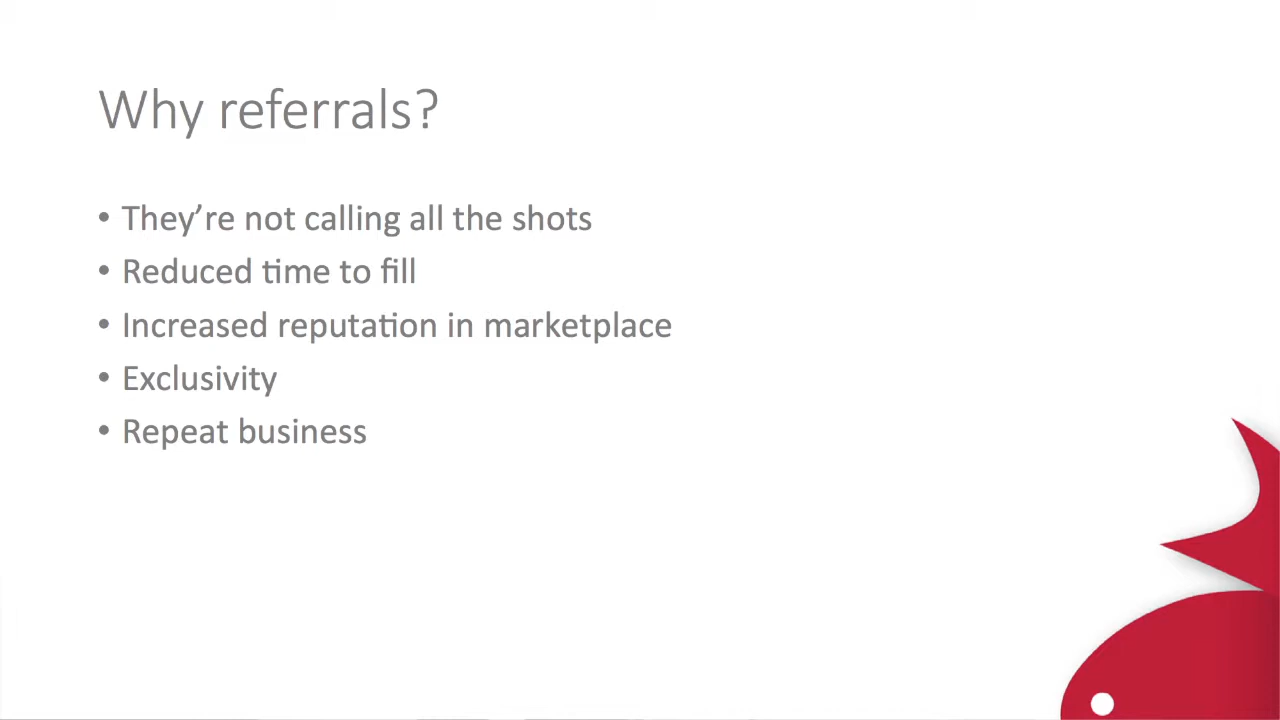 Why referrals?
• They’re not calling all the shots
• Reduced time to fill
• Increased reputation in marketplace
• Exclusivity
• Repeat business